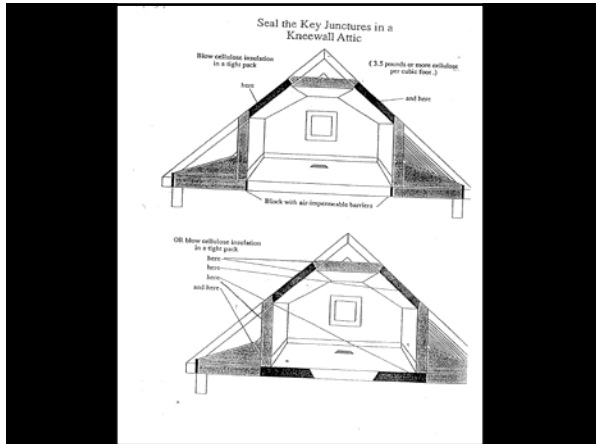 Seal the Key Junctures in a
Kneewall Attic
Blow cellulose insulation
in a tight pack
here
(3.5 pounds or more cellulose
per cubic foot.)
and here
Block with air-impermeable barriers
OR blow cellulose insulation
in a tight pack
here
here
here
and here